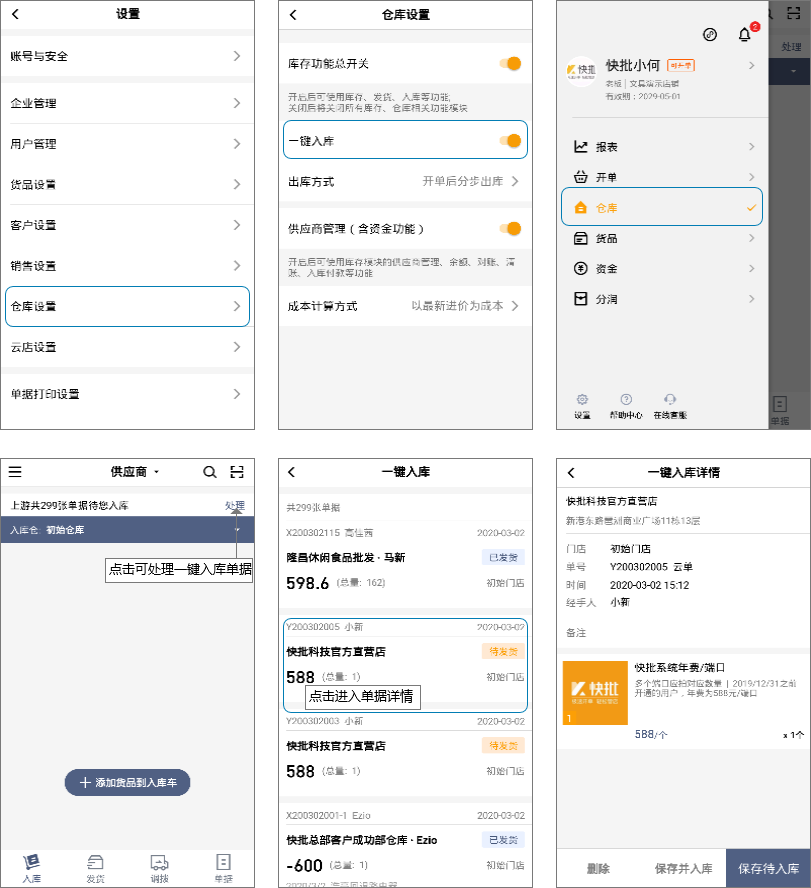 设置
账号与安全
企业管理
用户管理
货品设置
客户设置
销售设置
仓库设置
云店设置
单据打印设置
仓库设置
库存功能总开关
开启后可使用库存、发货、入库等功能;
关闭后将关闭所有库存、仓库相关功能模块
一键入库
出库方式 开单后分步出库
供应商管理（含资金功能）
开启后可使用库存模块的供应商管理、余额、对账、清
账、入库付款等功能
成本计算方式 以最新进价为成本
2
处理
快批小何
老板 | 文具演示店铺
有效期：2029-05-01
报表
开单
仓库
货品
资金
分润
设置 帮助中心 在线客服
单据
供应商
上游共299张单据待您入库 处理
入库仓: 初始仓库
点击可处理一键入库单据
添加货品到入库车
入库 发货 调拨 单据
一键入库
共299张单据
X200302115 高佳茜 2020-03-02
隆昌休闲食品批发 · 马新 已发货
598.6 (总量: 162) 初始门店
Y200302005 小新 2020-03-02
快批科技官方直营店 待发货
588 (总量: 1) 初始门店
点击进入单据详情
Y200302003 小新 2020-03-02
快批科技官方直营店 待发货
588 (总量: 1) 初始门店
X200302001-1 Ezio 2020-03-02
快批总部客户成功部仓库 · Ezio 已发货
-600 (总量: 1) 初始门店
一键入库详情
快批科技官方直营店
新港东路琶洲商业广场11栋13层
门店 初始门店
单号 Y200302005 云单
时间 2020-03-02 15:12
经手人 小新
备注
快批
1
快批系统年费/端口
多个端口应拍对应数量 | 2019/12/31之前
开通的用户，年费为588元/端口
588/个 x 1个
删除 保存并入库 保存待入库